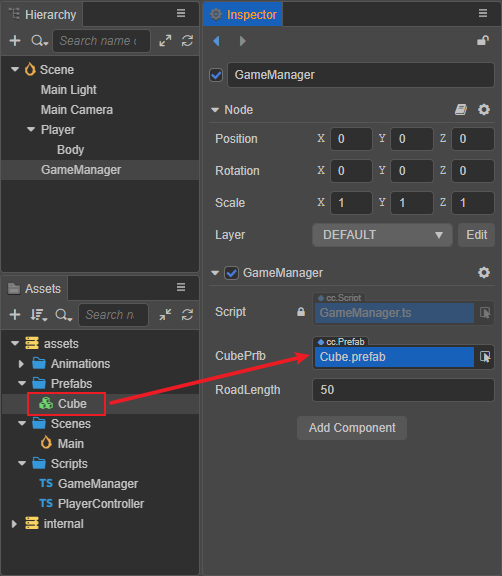 Hierarchy
Search name o
Scene
Main Light
Main Camera
Player
Body
GameManager
Assets
Search n
assets
Animations
Prefabs
Cube
Scenes
Main
Scripts
TS GameManager
TS PlayerController
internal
Inspector
GameManager
Node
Position X 0 Y 0 Z 0
Rotation X 0 Y 0 Z 0
Scale X 1 Y 1 Z 1
Layer DEFAULT Edit
GameManager
cc.Script
Script GameManager.ts
cc.Prefab
CubePrfb Cube.prefab
RoadLength 50
Add Component